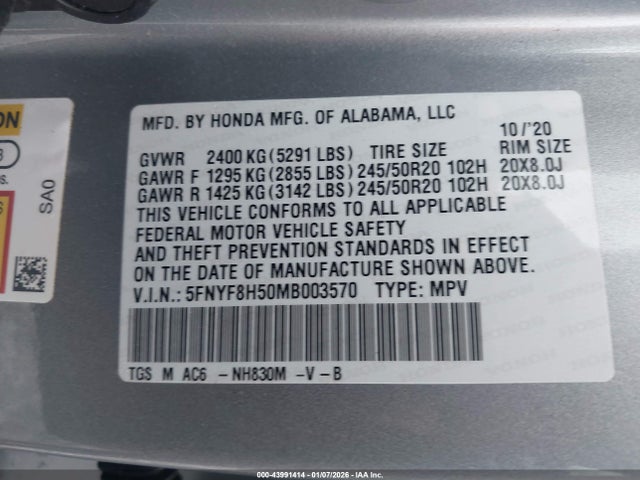 MFD. BY HONDA MFG. OF ALABAMA, LLC 10/'20
GVWR 2400 KG (5291 LBS) TIRE SIZE RIM SIZE
GAWR F 1295 KG (2855 LBS) 245/50R20 102H 20X8.0J
GAWR R 1425 KG (3142 LBS) 245/50R20 102H 20X8.0J
THIS VEHICLE CONFORMS TO ALL APPLICABLE
FEDERAL MOTOR VEHICLE SAFETY
AND THEFT PREVENTION STANDARDS IN EFFECT
ON THE DATE OF MANUFACTURE SHOWN ABOVE.
V.I.N.: 5FNYF8H50MB003570 TYPE: MPV
TGS M AC6 -NH830M -V -B
SA0
00-43991414 - 01/07/2026 - IAA Inc.